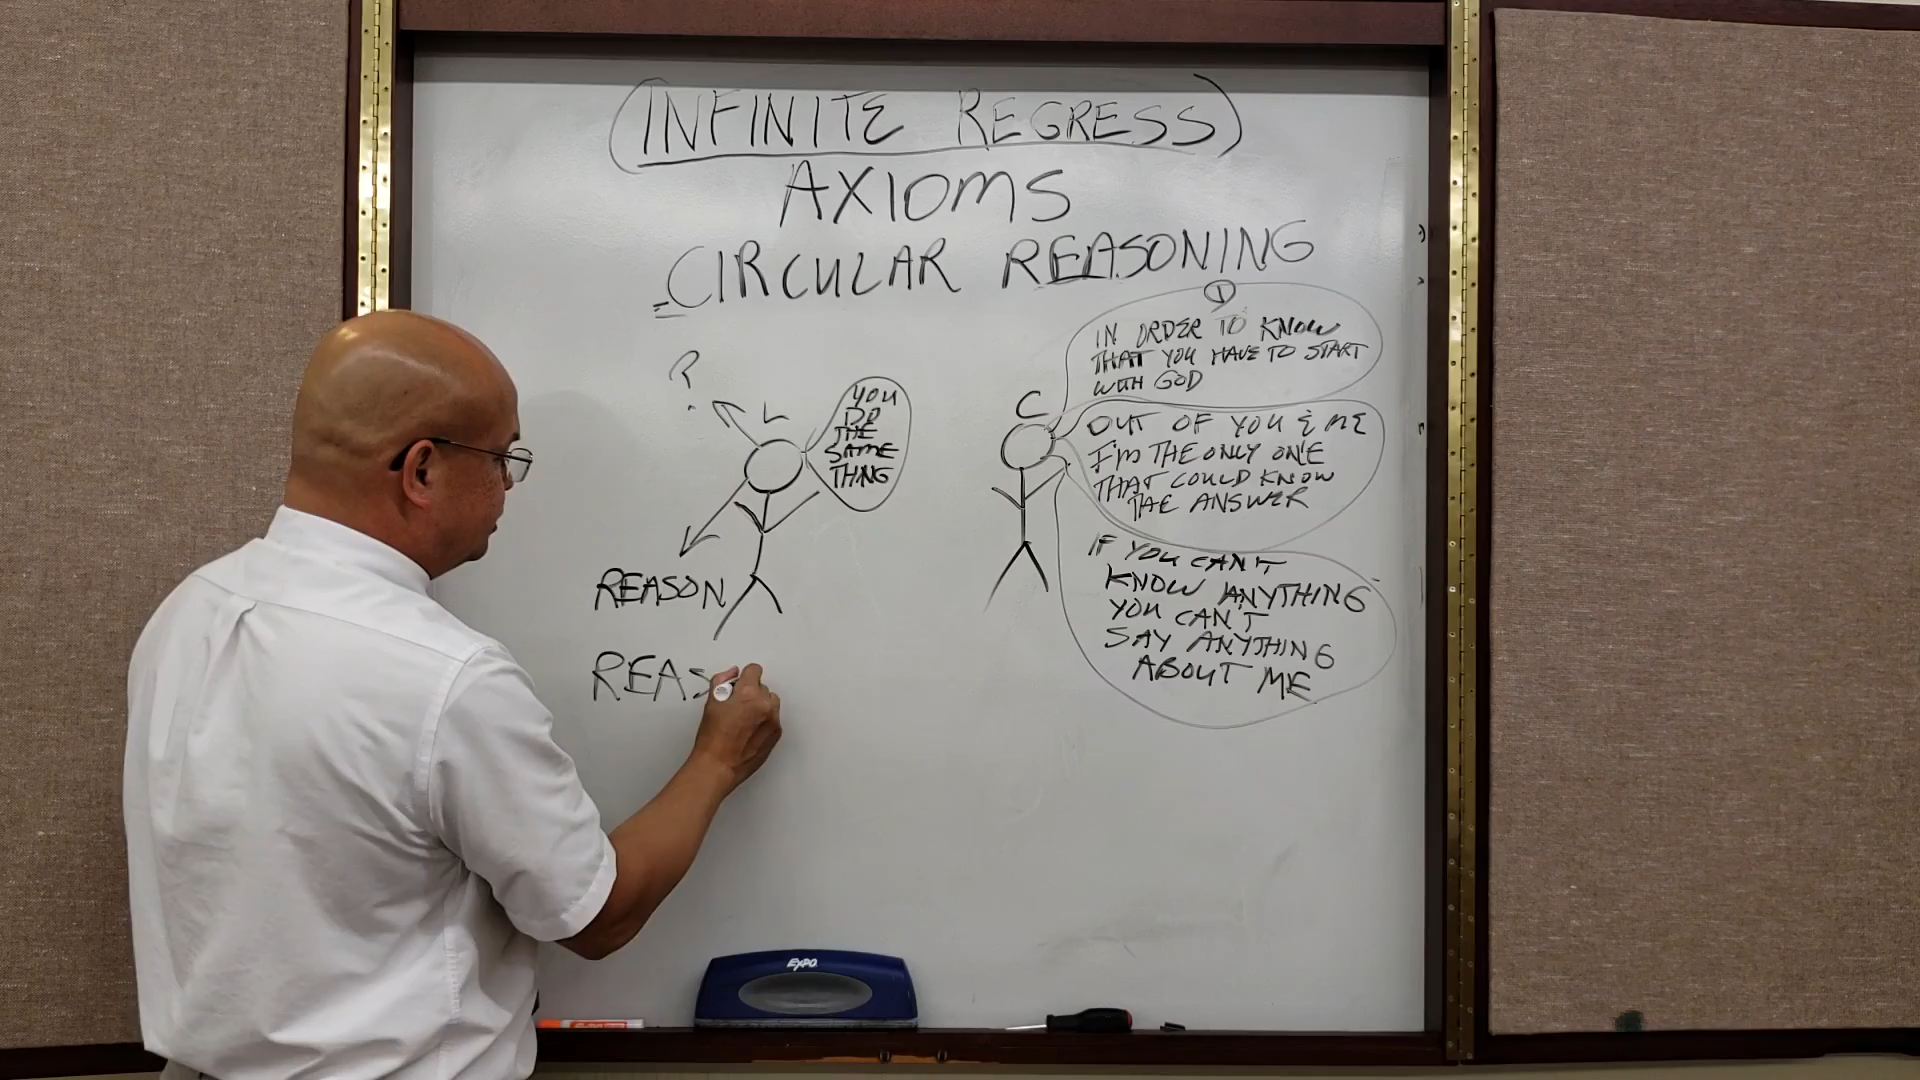 INFINITE REGRESS
AXIOMS
CIRCULAR REASONING
?
L
YOU
DO
THE
SAME
THING
REASON
REAS
C
1
IN ORDER TO KNOW
THAT YOU HAVE TO START
WITH GOD
OUT OF YOU & ME
I'M THE ONLY ONE
THAT COULD KNOW
THE ANSWER
IF YOU CAN'T
KNOW ANYTHING
YOU CAN'T
SAY ANYTHING
ABOUT ME
EXPO